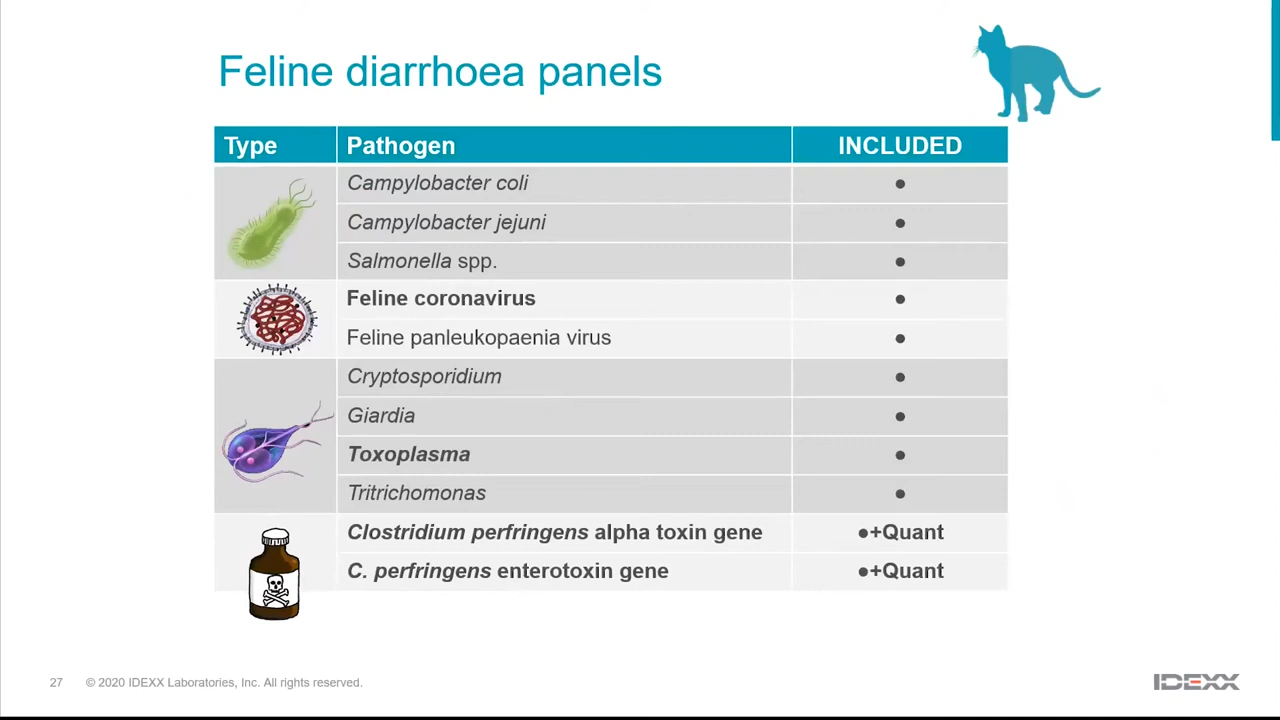 Feline diarrhoea panels
Type Pathogen INCLUDED
Campylobacter coli ●
Campylobacter jejuni ●
Salmonella spp. ●
Feline coronavirus ●
Feline panleukopaenia virus ●
Cryptosporidium ●
Giardia ●
Toxoplasma ●
Tritrichomonas ●
Clostridium perfringens alpha toxin gene ●+Quant
C. perfringens enterotoxin gene ●+Quant
27 © 2020 IDEXX Laboratories, Inc. All rights reserved.
IDEXX